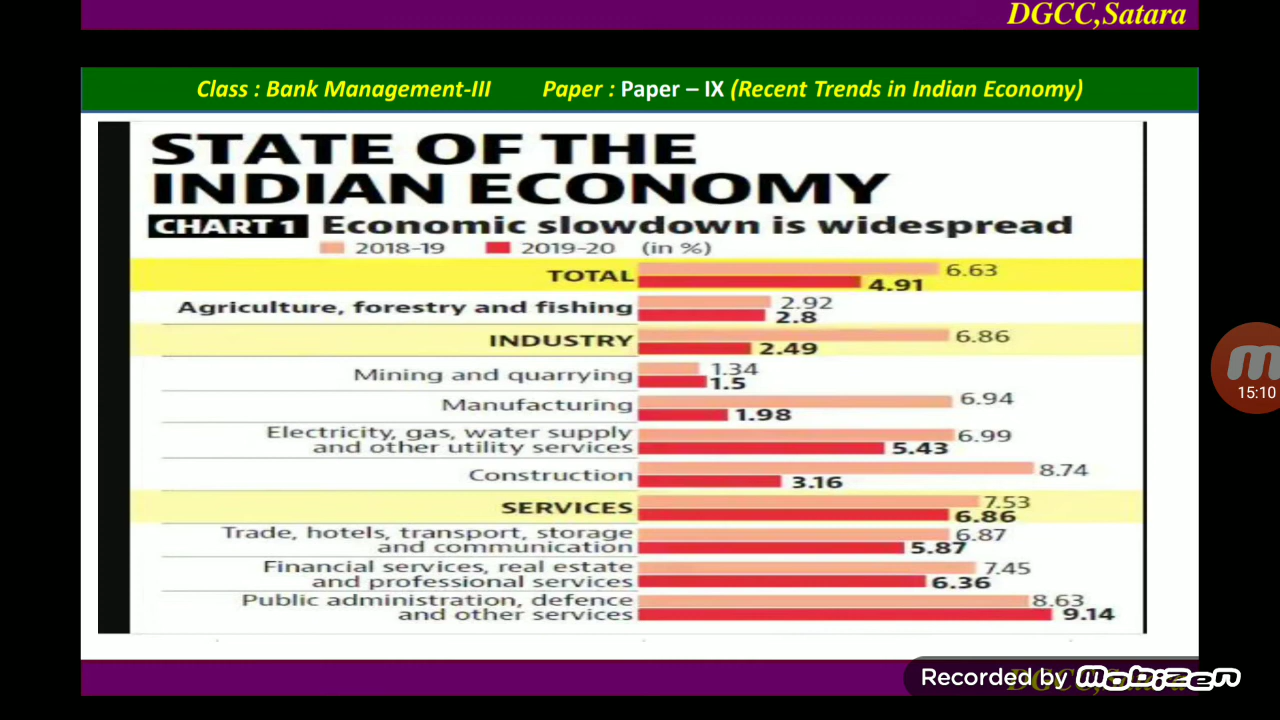 DGCC,Satara
Class : Bank Management-III Paper : Paper – IX (Recent Trends in Indian Economy)
STATE OF THE
INDIAN ECONOMY
CHART 1 Economic slowdown is widespread
2018-19 2019-20 (in %)
TOTAL 6.63
4.91
Agriculture, forestry and fishing 2.92
2.8
INDUSTRY 6.86
2.49
Mining and quarrying 1.34
1.5
Manufacturing 6.94
1.98
Electricity, gas, water supply 6.99
and other utility services 5.43
Construction 8.74
3.16
SERVICES 7.53
6.86
Trade, hotels, transport, storage 6.87
and communication 5.87
Financial services, real estate 7.45
and professional services 6.36
Public administration, defence 8.63
and other services 9.14
15:10
Recorded by Mobizen
DGCC,Satara